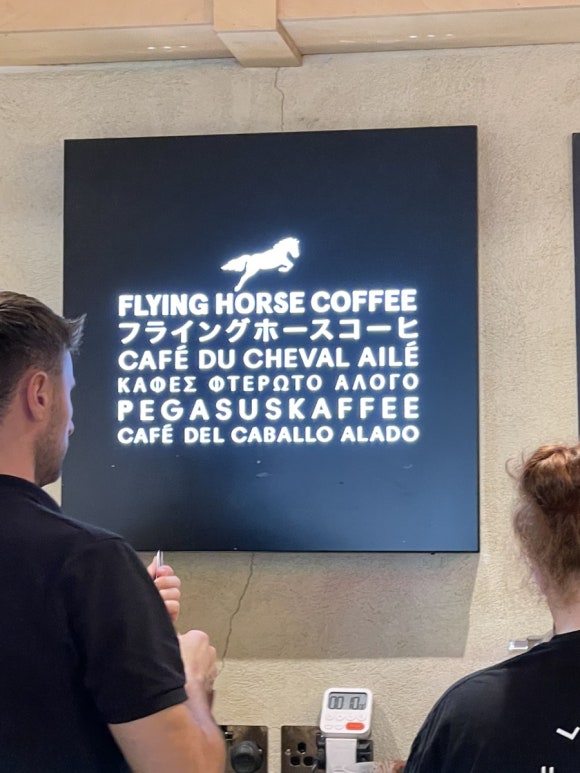 FLYING HORSE COFFEE
フライングホースコーヒ
CAFÉ DU CHEVAL AILÉ
ΚΑΦΕΣ ΦΤΕΡΩΤΟ ΑΛΟΓΟ
PEGASUSKAFFEE
CAFÉ DEL CABALLO ALADO